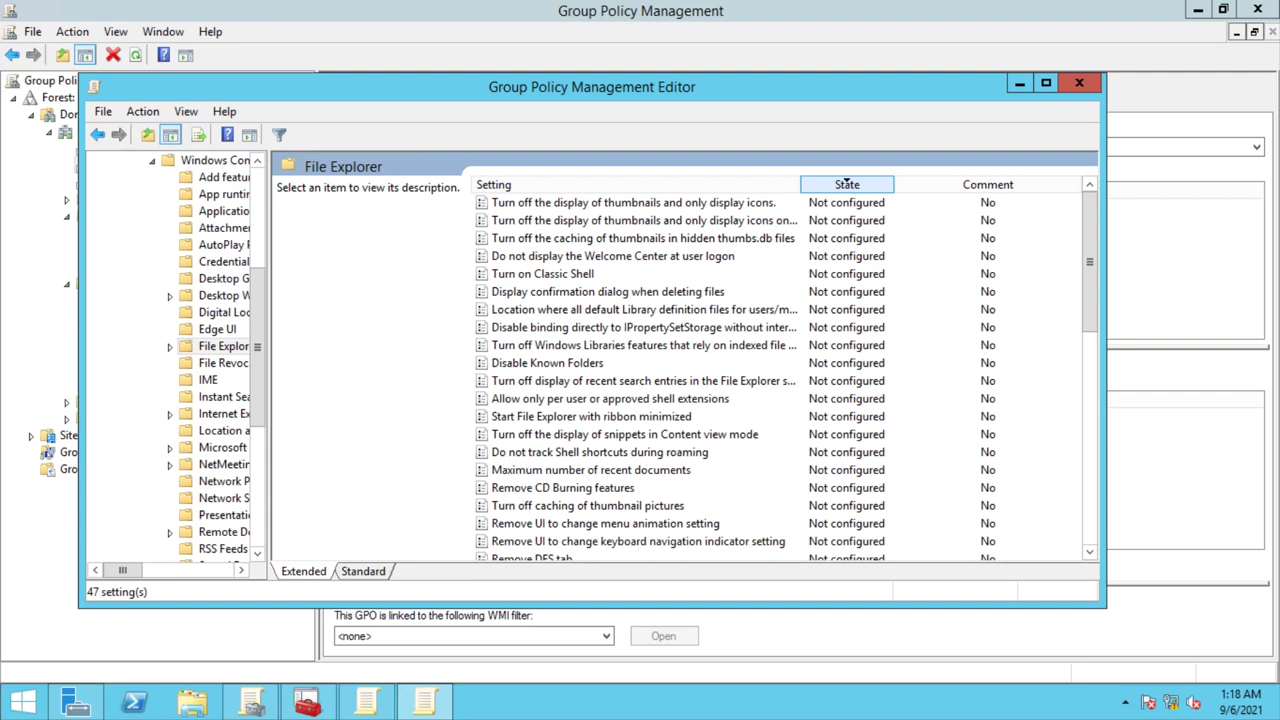 Group Policy Management
File Action View Window Help
Group Poli
Forest:
Dor
Site
Gro
Gro
Group Policy Management Editor
File Action View Help
Windows Con
Add featu
App runtir
Application
Attachmer
AutoPlay P
Credential
Desktop G
Desktop W
Digital Loc
Edge UI
File Explor
File Revoc
IME
Instant Sea
Internet Ex
Location a
Microsoft
NetMeetin
Network P
Network S
Presentatio
Remote De
RSS Feeds
File Explorer
Select an item to view its description.
Setting State Comment
Turn off the display of thumbnails and only display icons. Not configured No
Turn off the display of thumbnails and only display icons on... Not configured No
Turn off the caching of thumbnails in hidden thumbs.db files Not configured No
Do not display the Welcome Center at user logon Not configured No
Turn on Classic Shell Not configured No
Display confirmation dialog when deleting files Not configured No
Location where all default Library definition files for users/m... Not configured No
Disable binding directly to IPropertySetStorage without inter... Not configured No
Turn off Windows Libraries features that rely on indexed file ... Not configured No
Disable Known Folders Not configured No
Turn off display of recent search entries in the File Explorer s... Not configured No
Allow only per user or approved shell extensions Not configured No
Start File Explorer with ribbon minimized Not configured No
Turn off the display of snippets in Content view mode Not configured No
Do not track Shell shortcuts during roaming Not configured No
Maximum number of recent documents Not configured No
Remove CD Burning features Not configured No
Turn off caching of thumbnail pictures Not configured No
Remove UI to change menu animation setting Not configured No
Remove UI to change keyboard navigation indicator setting Not configured No
Remove DFS tab Not configured No
Extended Standard
47 setting(s)
This GPO is linked to the following WMI filter:
<none> Open
1:18 AM
9/6/2021